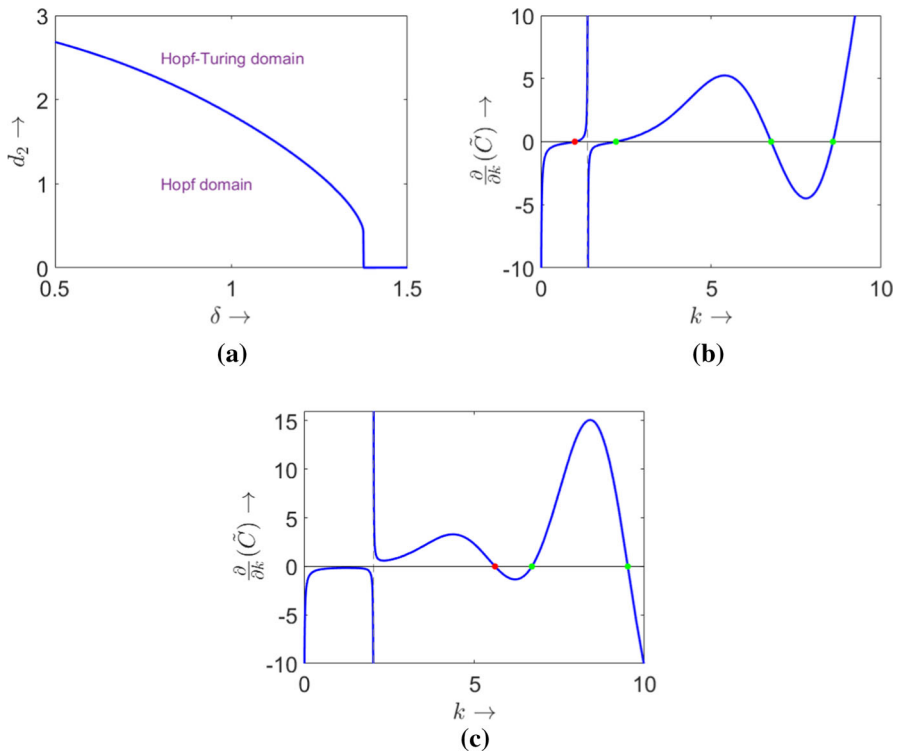 3
2
1
0
d₂ →
Hopf-Turing domain
Hopf domain
0.5
1
1.5
δ →
(a)
10
5
0
-5
-10
∂/∂k (C̃) →
0
5
10
k →
(b)
15
10
5
0
-5
-10
∂/∂k (C̃) →
0
5
10
k →
(c)